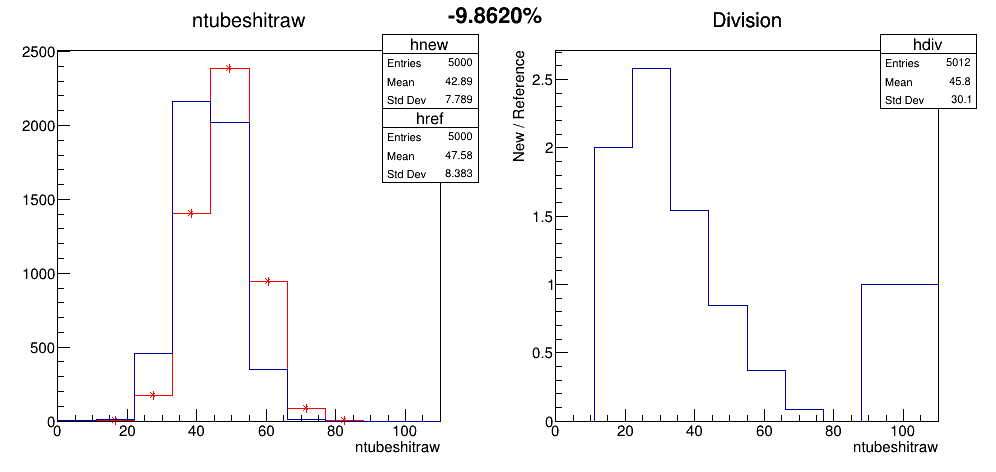 -9.8620%
ntubeshitraw
hnew
Entries 5000
Mean 42.89
Std Dev 7.789
href
Entries 5000
Mean 47.58
Std Dev 8.383
2500
2000
1500
1000
500
0
0 20 40 60 80 100
ntubeshitraw
Division
hdiv
Entries 5012
Mean 45.8
Std Dev 30.1
New / Reference
2.5
2
1.5
1
0.5
0
0 20 40 60 80 100
ntubeshitraw